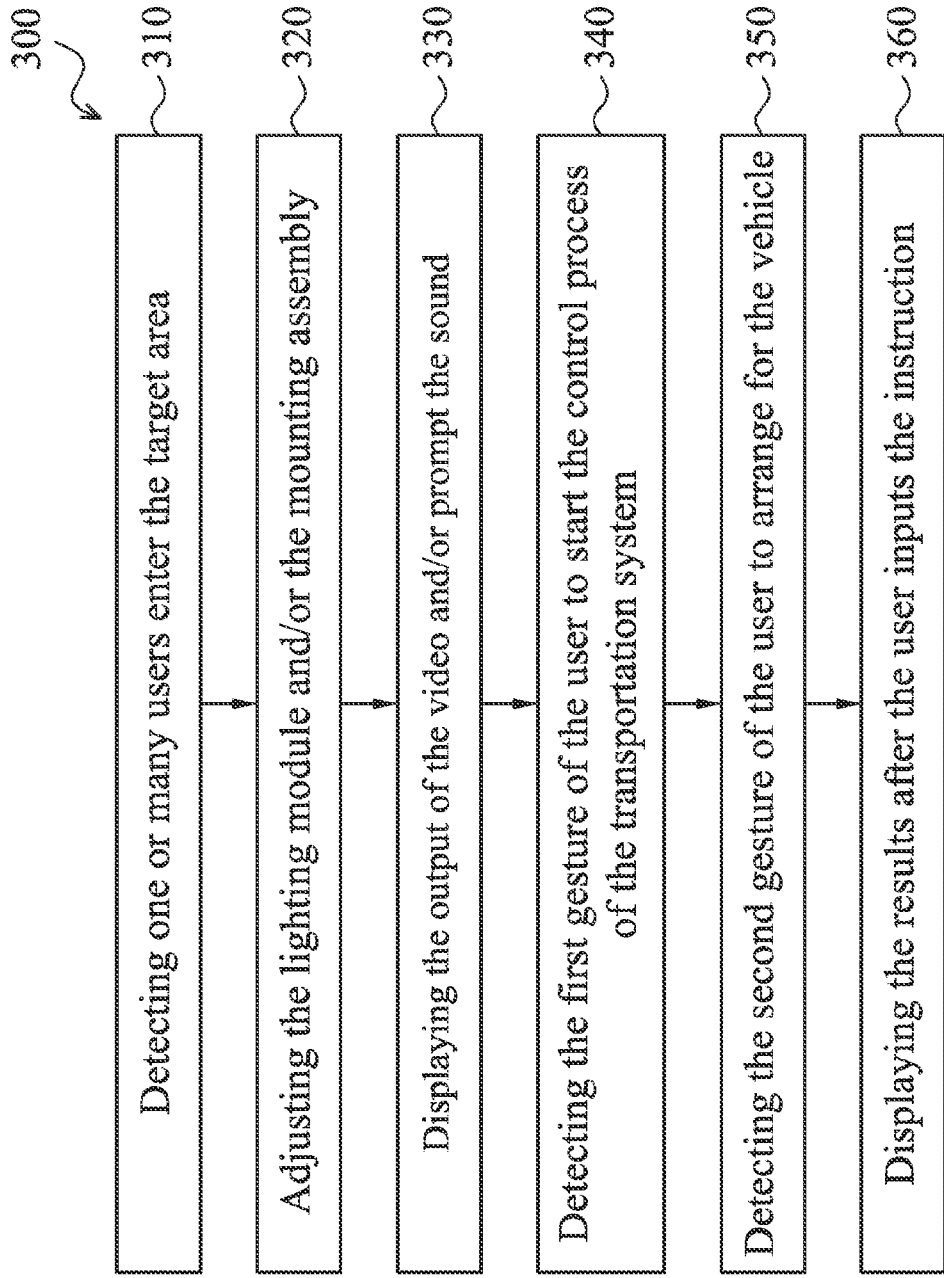 300
Detecting one or many users enter the target area
310
Adjusting the lighting module and/or the mounting assembly
320
Displaying the output of the video and/or prompt the sound
330
Detecting the first gesture of the user to start the control process
of the transportation system
340
Detecting the second gesture of the user to arrange for the vehicle
350
Displaying the results after the user inputs the instruction
360